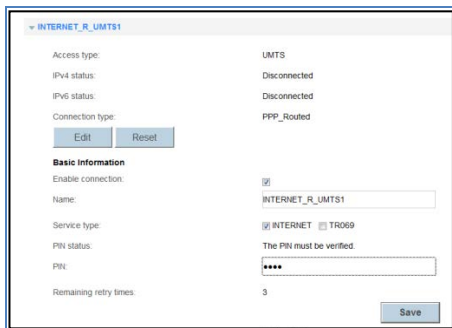 INTERNET_R_UMTS1
Access type: UMTS
IPv4 status: Disconnected
IPv6 status: Disconnected
Connection type: PPP_Routed
Edit Reset
Basic Information
Enable connection:
Name: INTERNET_R_UMTS1
Service type: INTERNET TR069
PIN status: The PIN must be verified.
PIN: ••••
Remaining retry times: 3
Save